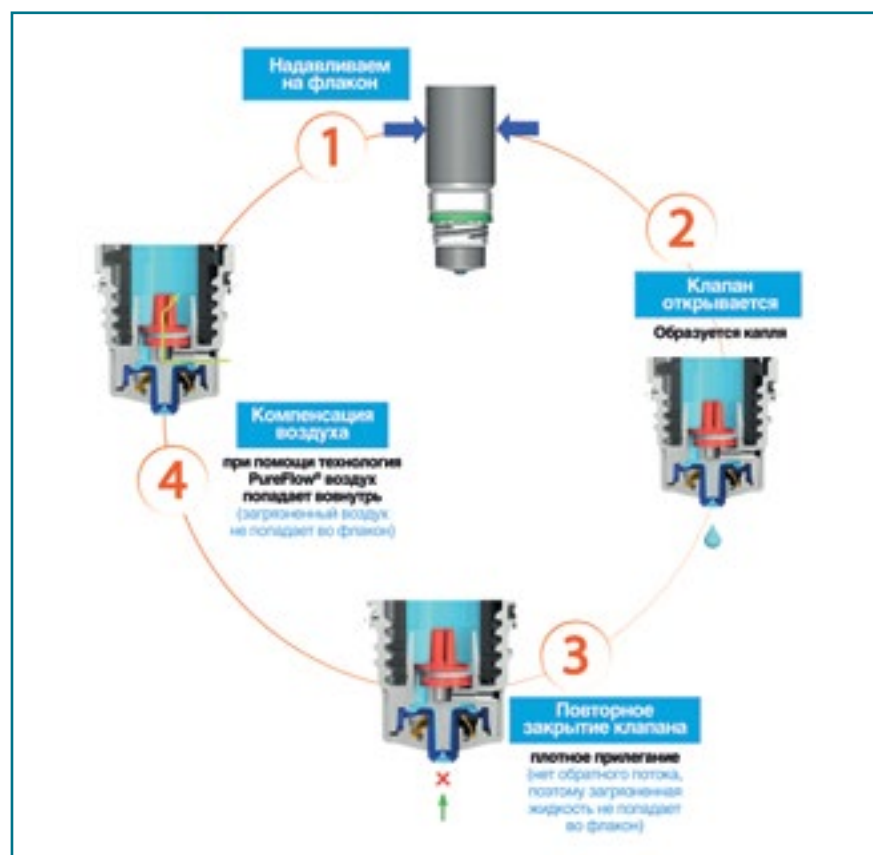 Надавливаем
на флакон
1
2
Клапан
открывается
Образуется капля
3
Повторное
закрытие клапана
плотное прилегание
(нет обратного потока,
поэтому загрязненная
жидкость не попадает
во флакон)
4
Компенсация
воздуха
при помощи технология
PureFlow® воздух
попадает вовнутрь
(загрязненный воздух
не попадает во флакон)